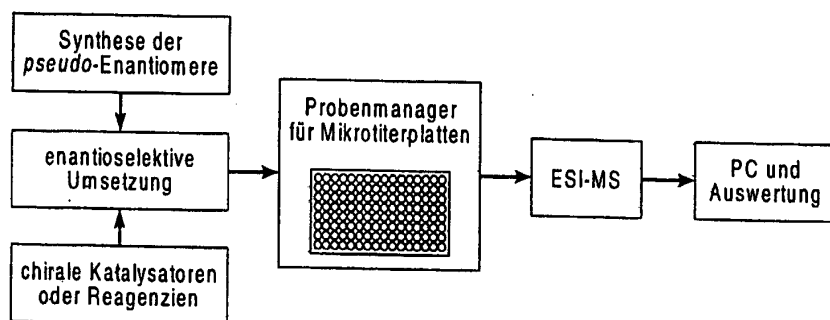 Synthese der
pseudo-Enantiomere
enantioselektive
Umsetzung
chirale Katalysatoren
oder Reagenzien
Probenmanager
für Mikrotiterplatten
ESI-MS
PC und
Auswertung